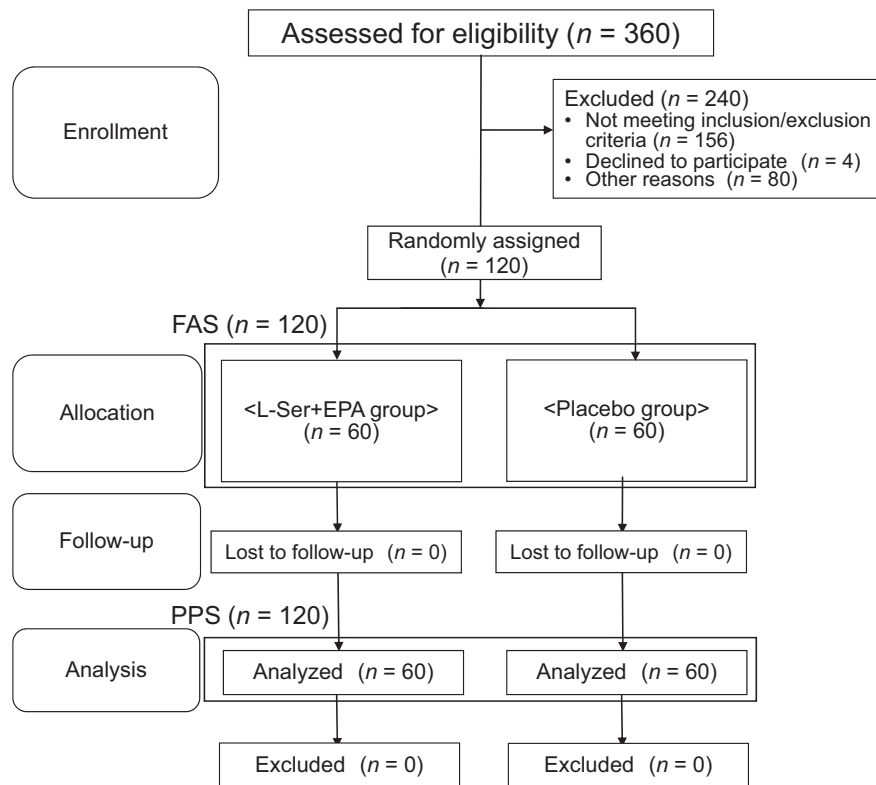 Assessed for eligibility (n = 360)
Enrollment
Excluded (n = 240)
• Not meeting inclusion/exclusion
criteria (n = 156)
• Declined to participate (n = 4)
• Other reasons (n = 80)
Randomly assigned
(n = 120)
FAS (n = 120)
Allocation
<L-Ser+EPA group>
(n = 60)
<Placebo group>
(n = 60)
Follow-up
Lost to follow-up (n = 0)
Lost to follow-up (n = 0)
PPS (n = 120)
Analysis
Analyzed (n = 60)
Analyzed (n = 60)
Excluded (n = 0)
Excluded (n = 0)